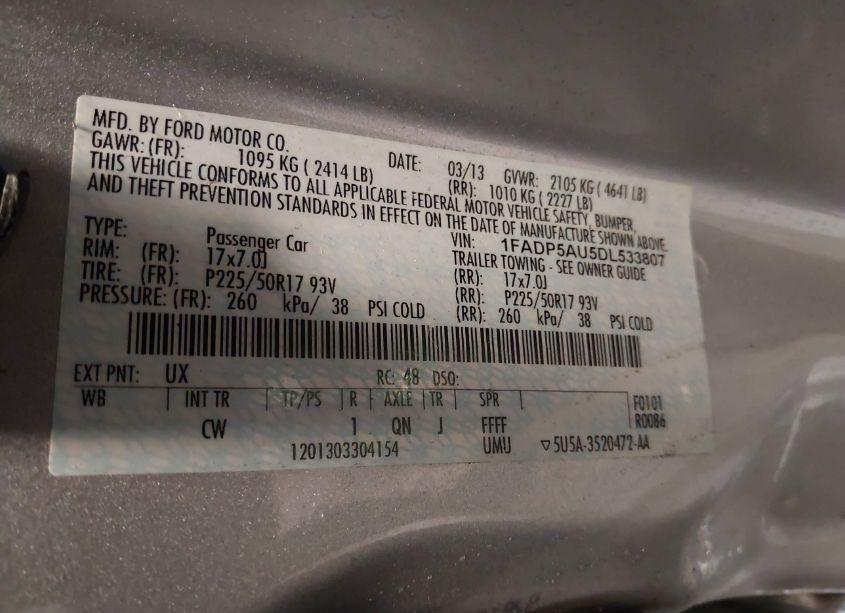 MFD. BY FORD MOTOR CO.
DATE: 03/13 GVWR: 2105 KG ( 4641 LB)
GAWR: (FR): 1095 KG ( 2414 LB) (RR): 1010 KG ( 2227 LB)
THIS VEHICLE CONFORMS TO ALL APPLICABLE FEDERAL MOTOR VEHICLE SAFETY, BUMPER,
AND THEFT PREVENTION STANDARDS IN EFFECT ON THE DATE OF MANUFACTURE SHOWN ABOVE.
VIN: 1FADP5AU5DL533807
TYPE: Passenger Car TRAILER TOWING - SEE OWNER GUIDE
RIM: (FR): 17x7.0J (RR): 17x7.0J
TIRE: (FR): P225/50R17 93V (RR): P225/50R17 93V
PRESSURE: (FR): 260 kPa/ 38 PSI COLD (RR): 260 kPa/ 38 PSI COLD
EXT PNT: UX RC: 48 DSO:
WB INT TR TP/PS R AXLE TR SPR F0101
R0086
CW 1 QN J FFFF
1201303304154 UMU ▽5U5A-3520472-AA